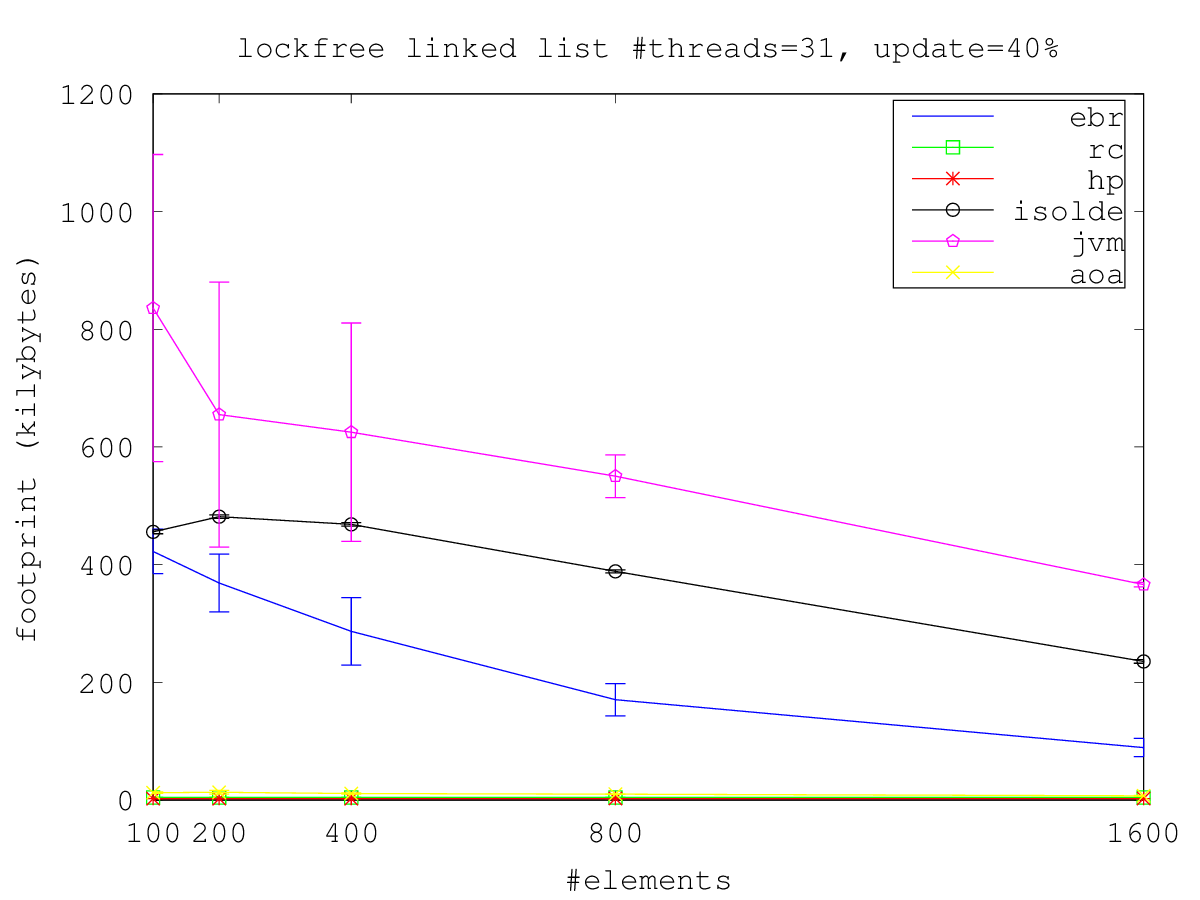 lockfree linked list #threads=31, update=40%
1200
1000
800
600
400
200
0
footprint (kilybytes)
ebr
rc
hp
isolde
jvm
aoa
100 200 400 800 1600
#elements